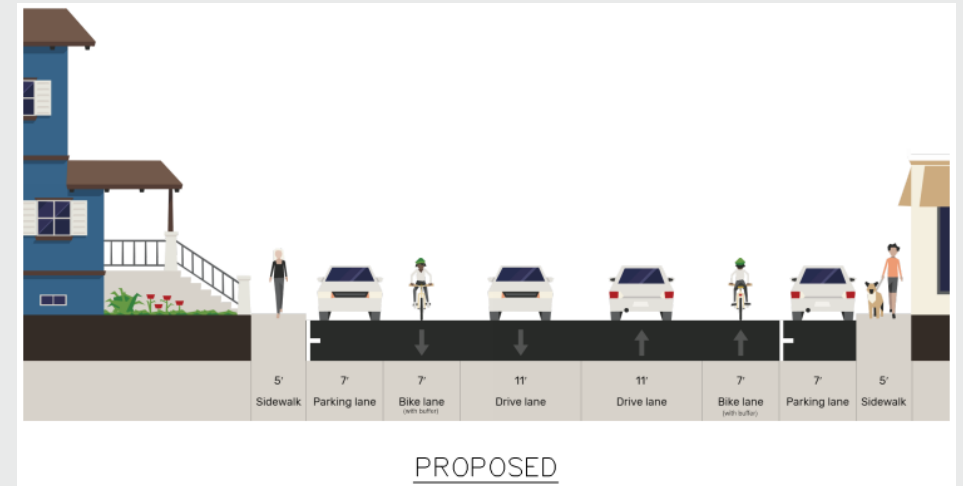 5' 7' 7' 11' 11' 7' 7' 5'
Sidewalk Parking lane Bike lane Drive lane Drive lane Bike lane Parking lane Sidewalk
(with buffer) (with buffer)
PROPOSED